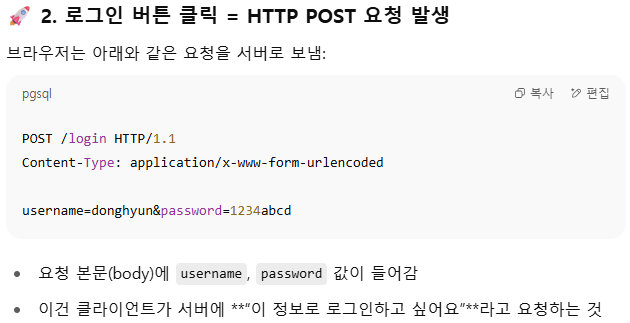 🚀 2. 로그인 버튼 클릭 = HTTP POST 요청 발생
브라우저는 아래와 같은 요청을 서버로 보냄:
pgsql 복사 편집
POST /login HTTP/1.1
Content-Type: application/x-www-form-urlencoded
username=donghyun&password=1234abcd
• 요청 본문(body)에 username, password 값이 들어감
• 이건 클라이언트가 서버에 **“이 정보로 로그인하고 싶어요”**라고 요청하는 것